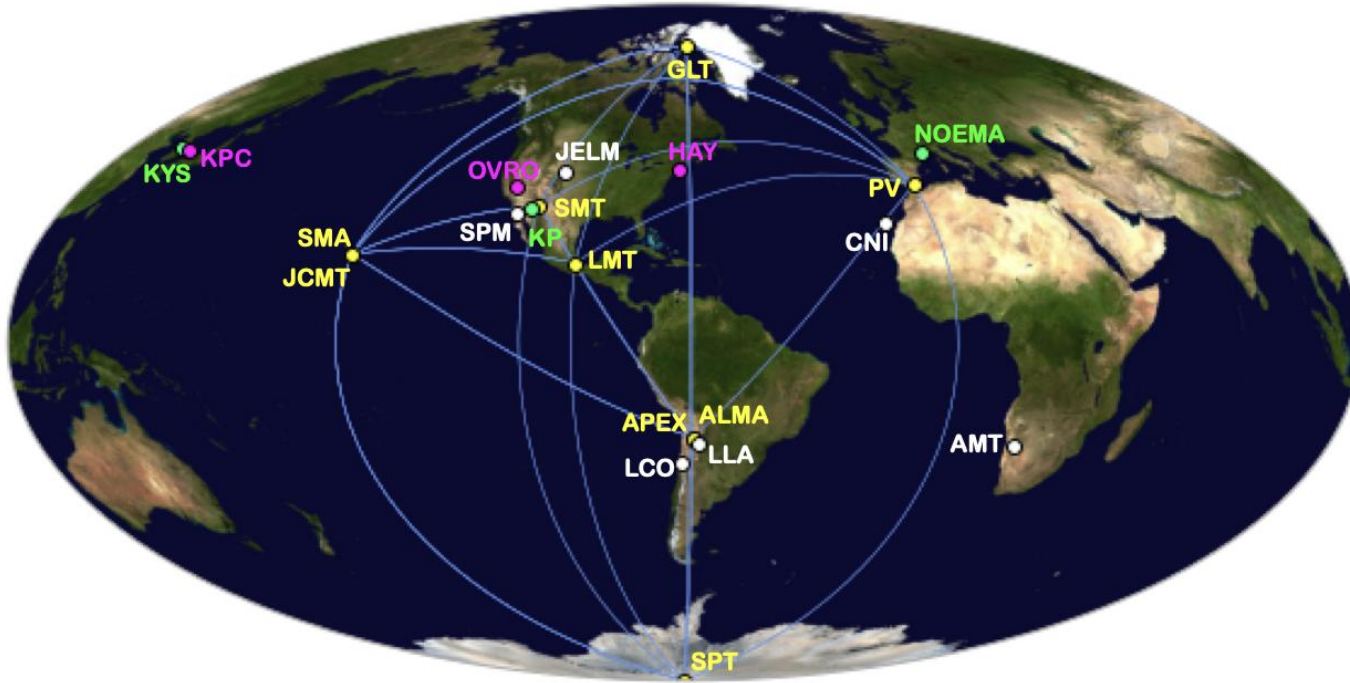 GLT
NOEMA
KYS
KPC
JELM
HAY
OVRO
PV
SMT
SPM
KP
CNI
SMA
JCMT
LMT
APEX
ALMA
LLA
LCO
AMT
SPT